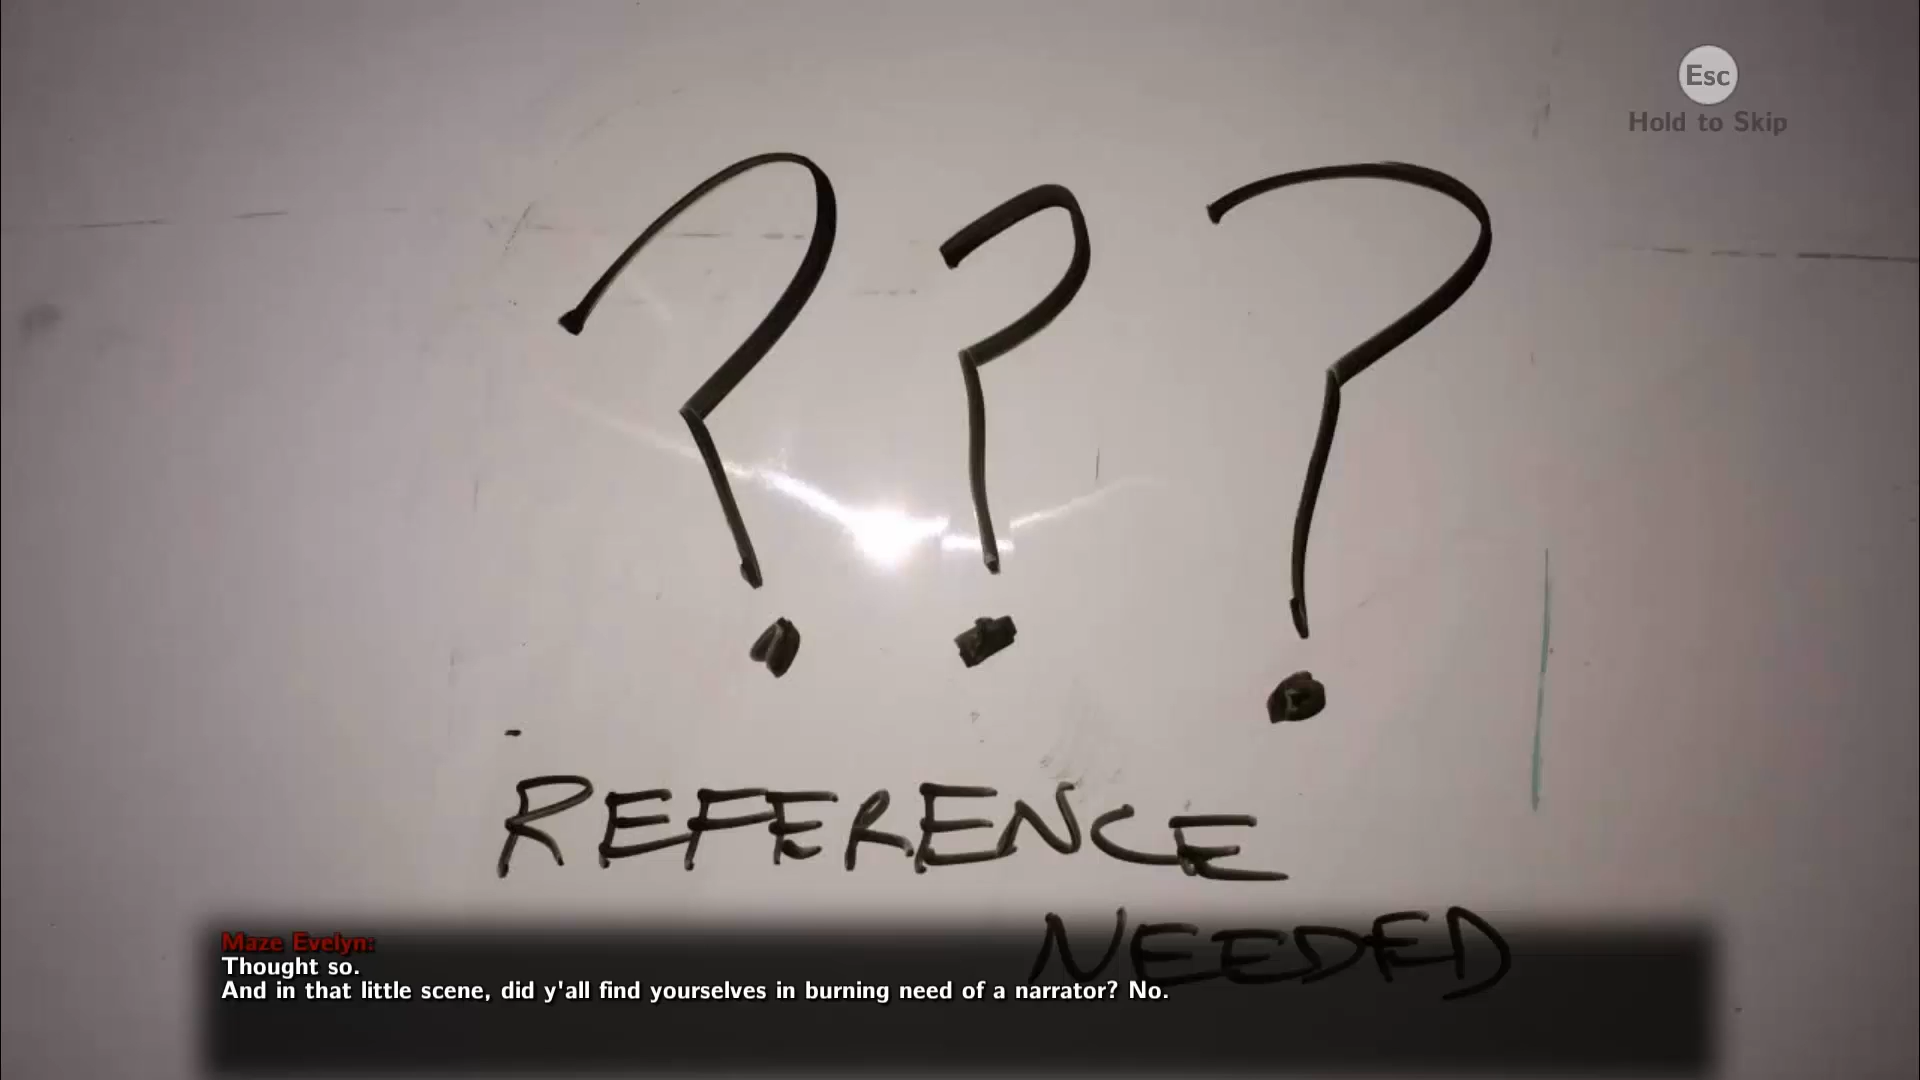 Esc
Hold to Skip
? ? ?
REFERENCE
NEEDED
Maze Evelyn:
Thought so.
And in that little scene, did y'all find yourselves in burning need of a narrator? No.